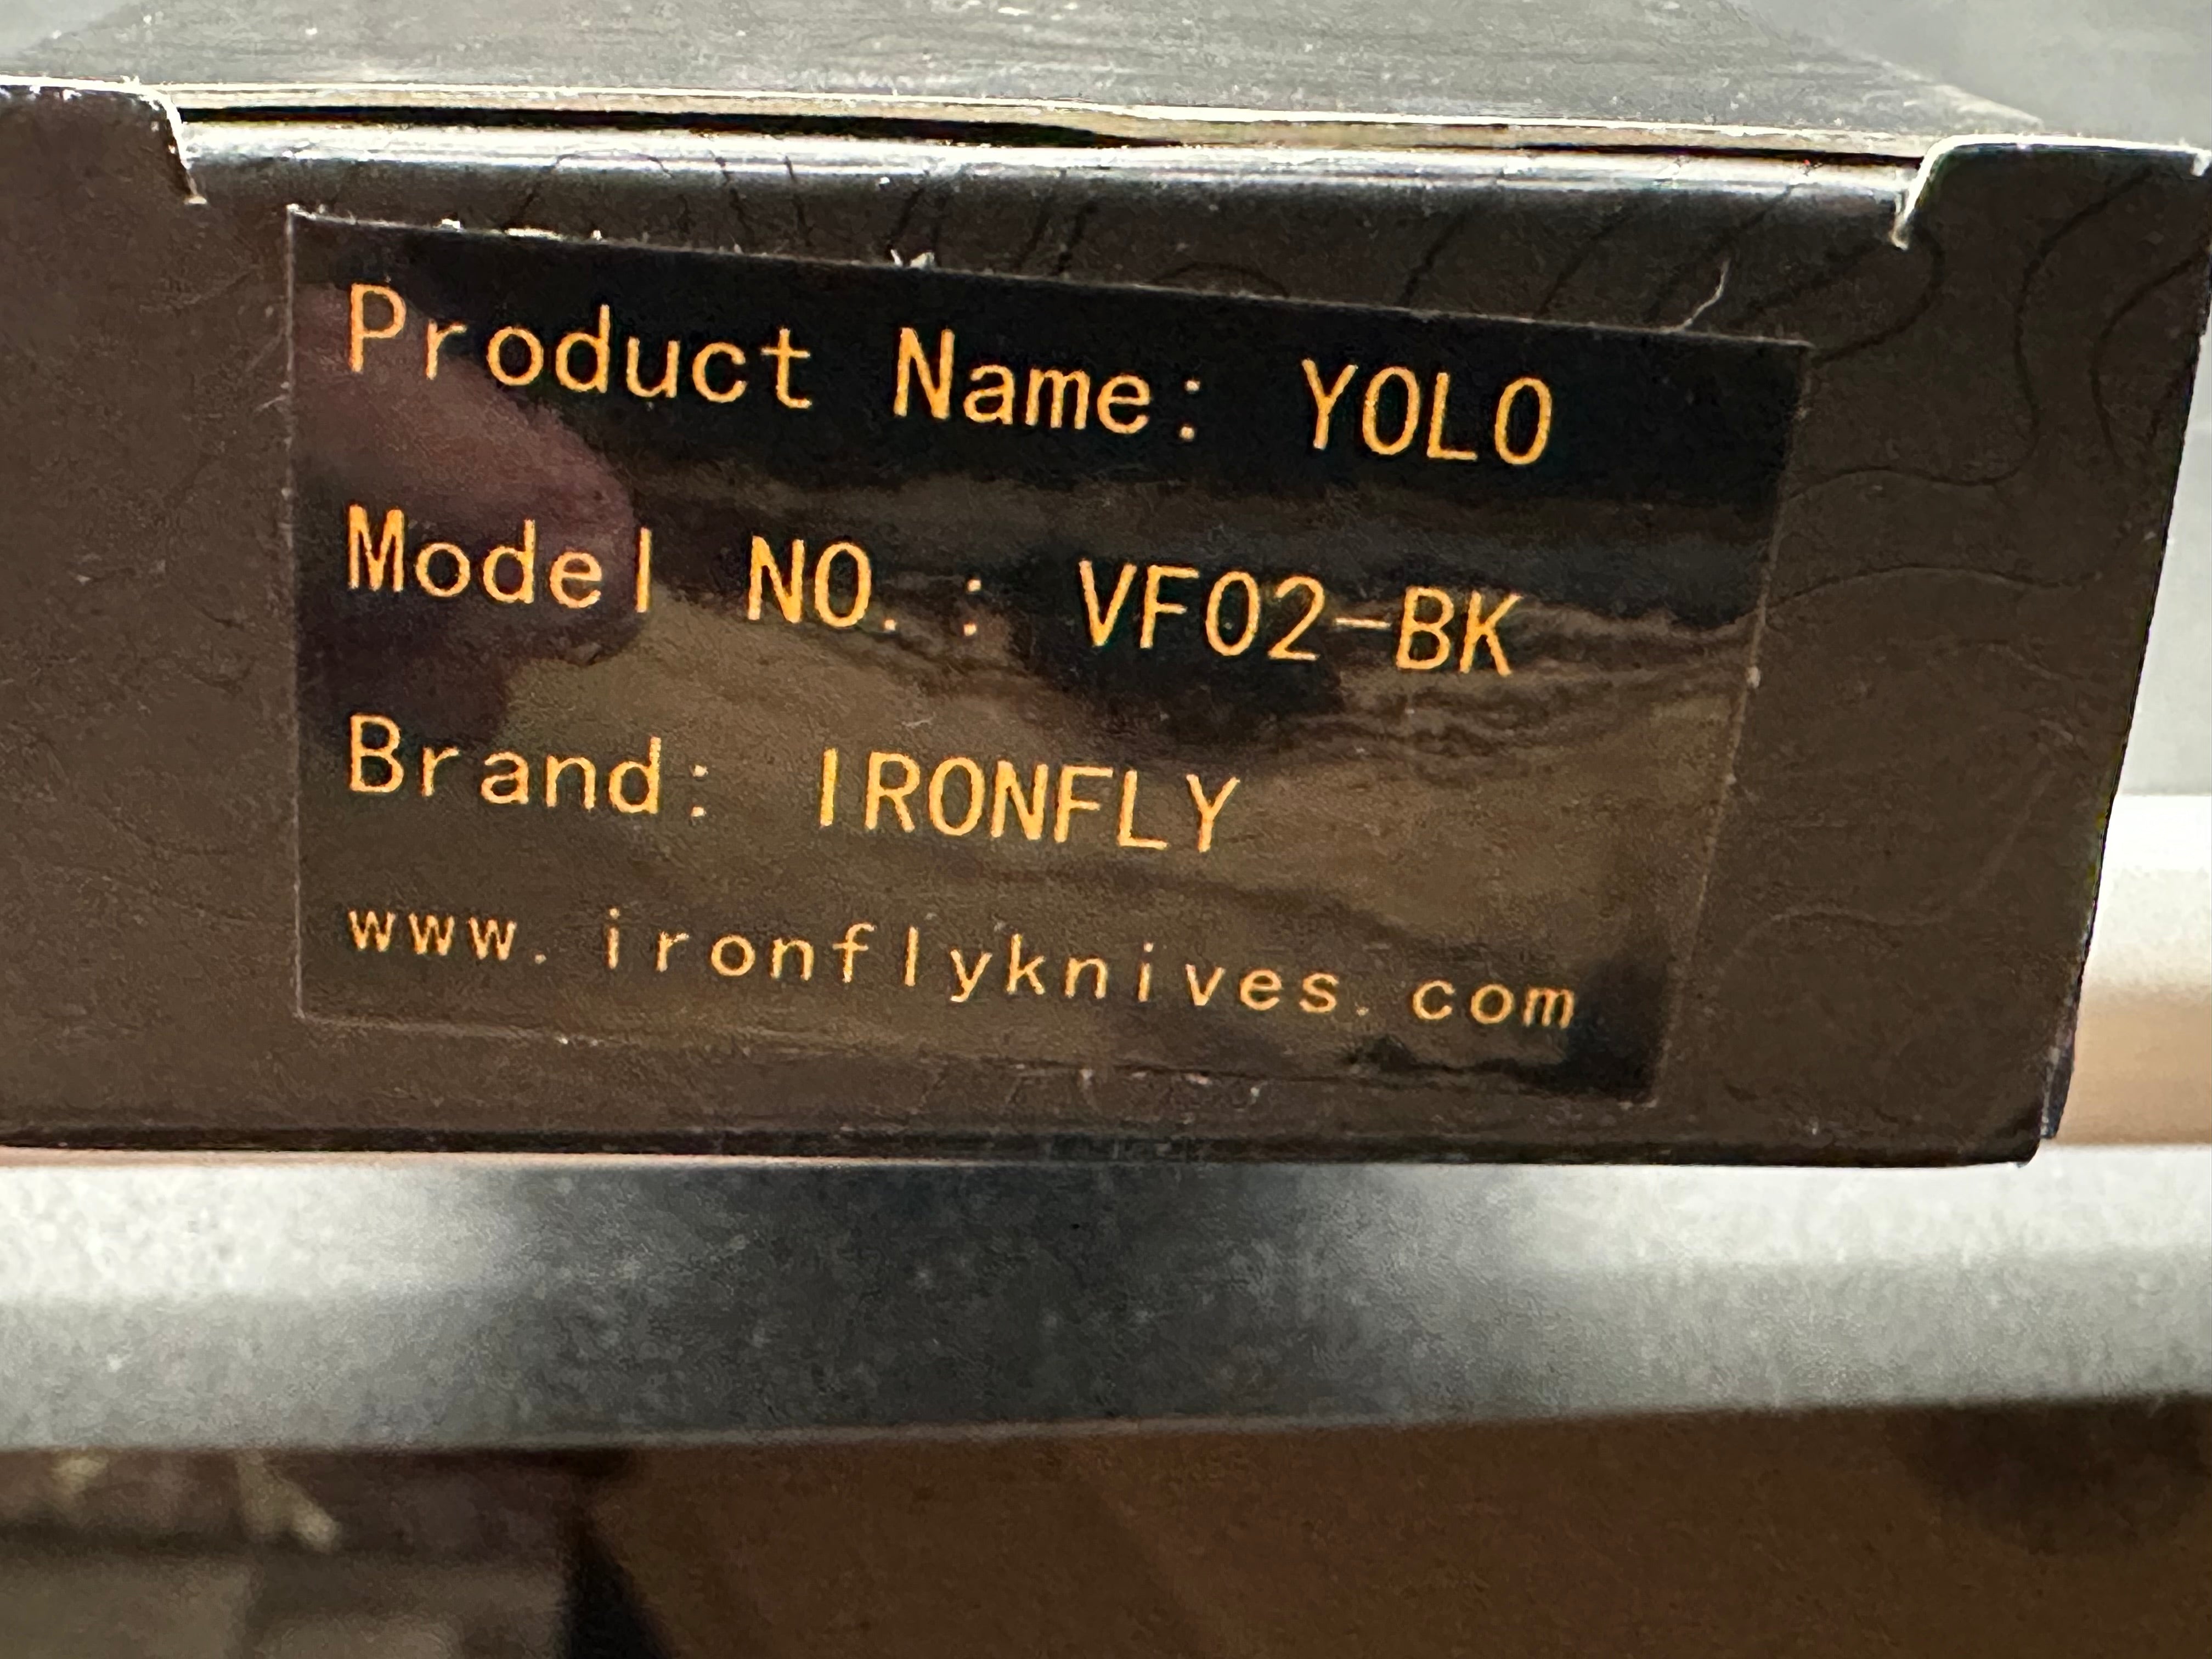 Product Name: YOLO
Model NO.: VF02-BK
Brand: IRONFLY
www.ironflyknives.com